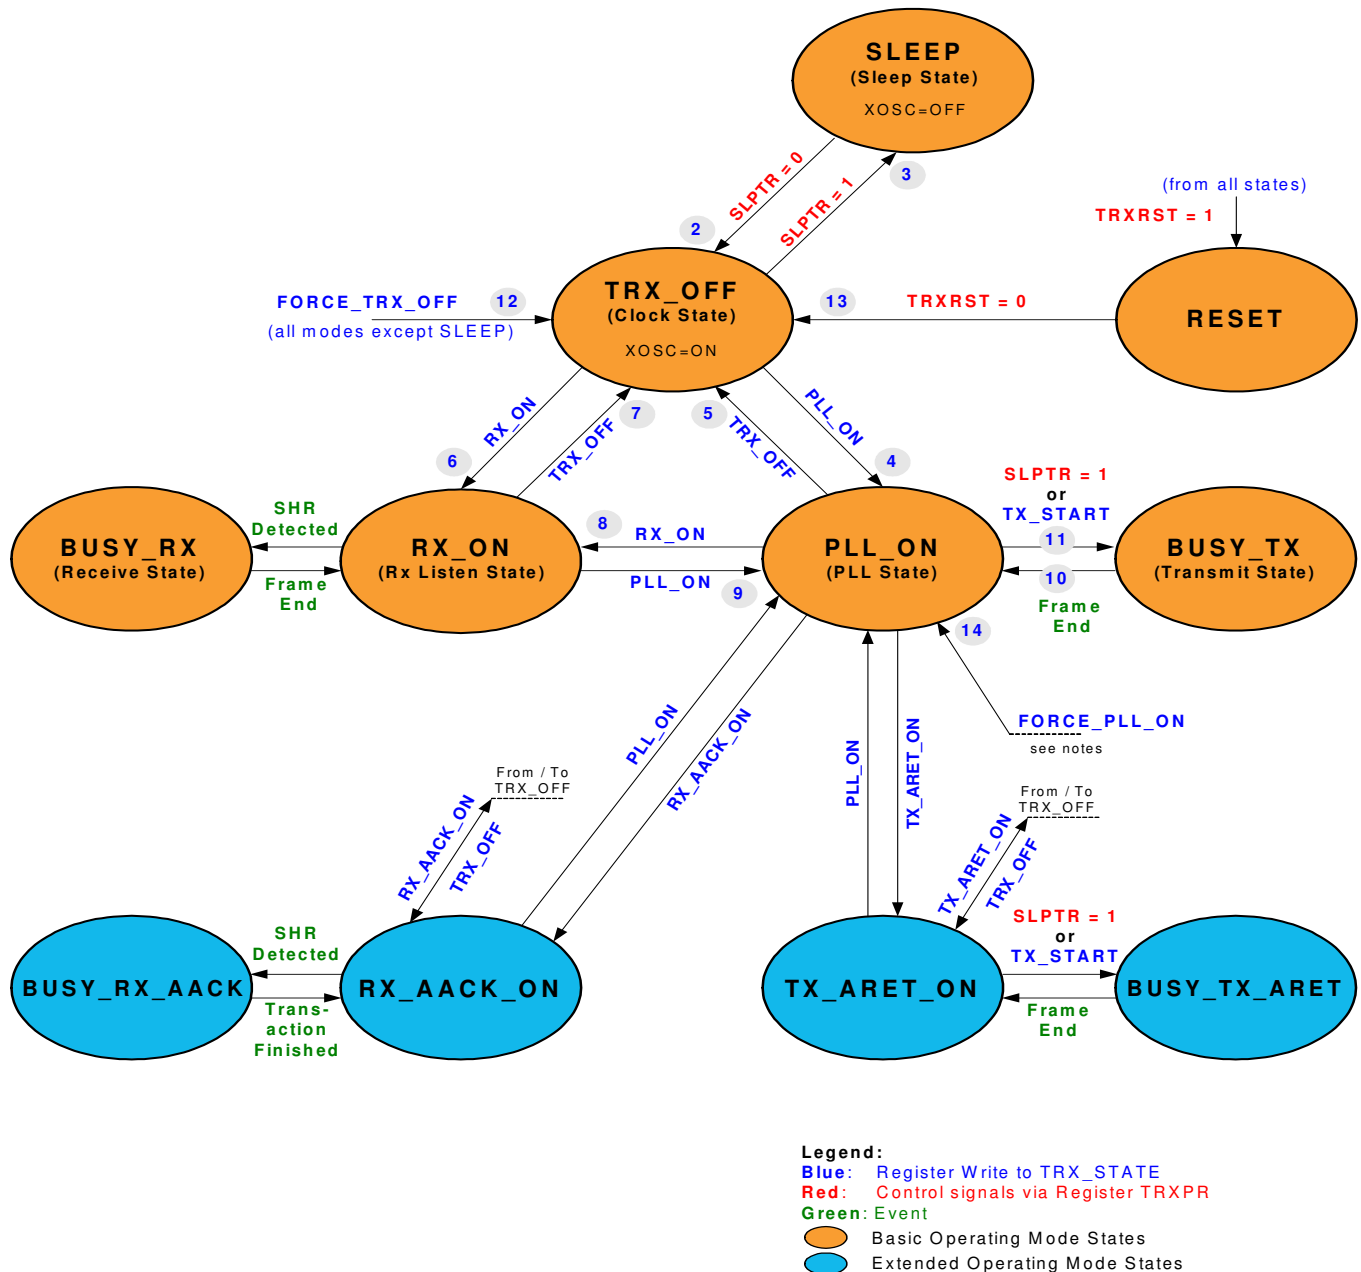 SLEEP
(Sleep State)
XOSC=OFF
SLPTR = 0
SLPTR = 1
3
2
(from all states)
TRXRST = 1
TRX_OFF
(Clock State)
XOSC=ON
FORCE_TRX_OFF
12
(all modes except SLEEP)
13
TRXRST = 0
RESET
RX_ON
7
TRX_OFF
6
5
TRX_OFF
PLL_ON
4
SHR
Detected
BUSY_RX
(Receive State)
Frame
End
RX_ON
(Rx Listen State)
8
RX_ON
PLL_ON
9
PLL_ON
(PLL State)
SLPTR = 1
or
TX_START
11
10
Frame
End
BUSY_TX
(Transmit State)
14
FORCE_PLL_ON
see notes
PLL_ON
RX_AACK_ON
PLL_ON
TX_ARET_ON
From / To
TRX_OFF
RX_AACK_ON
TRX_OFF
From / To
TRX_OFF
TX_ARET_ON
TRX_OFF
SHR
Detected
BUSY_RX_AACK
Trans-
action
Finished
RX_AACK_ON
TX_ARET_ON
SLPTR = 1
or
TX_START
Frame
End
BUSY_TX_ARET
Legend:
Blue: Register Write to TRX_STATE
Red: Control signals via Register TRXPR
Green: Event
Basic Operating Mode States
Extended Operating Mode States